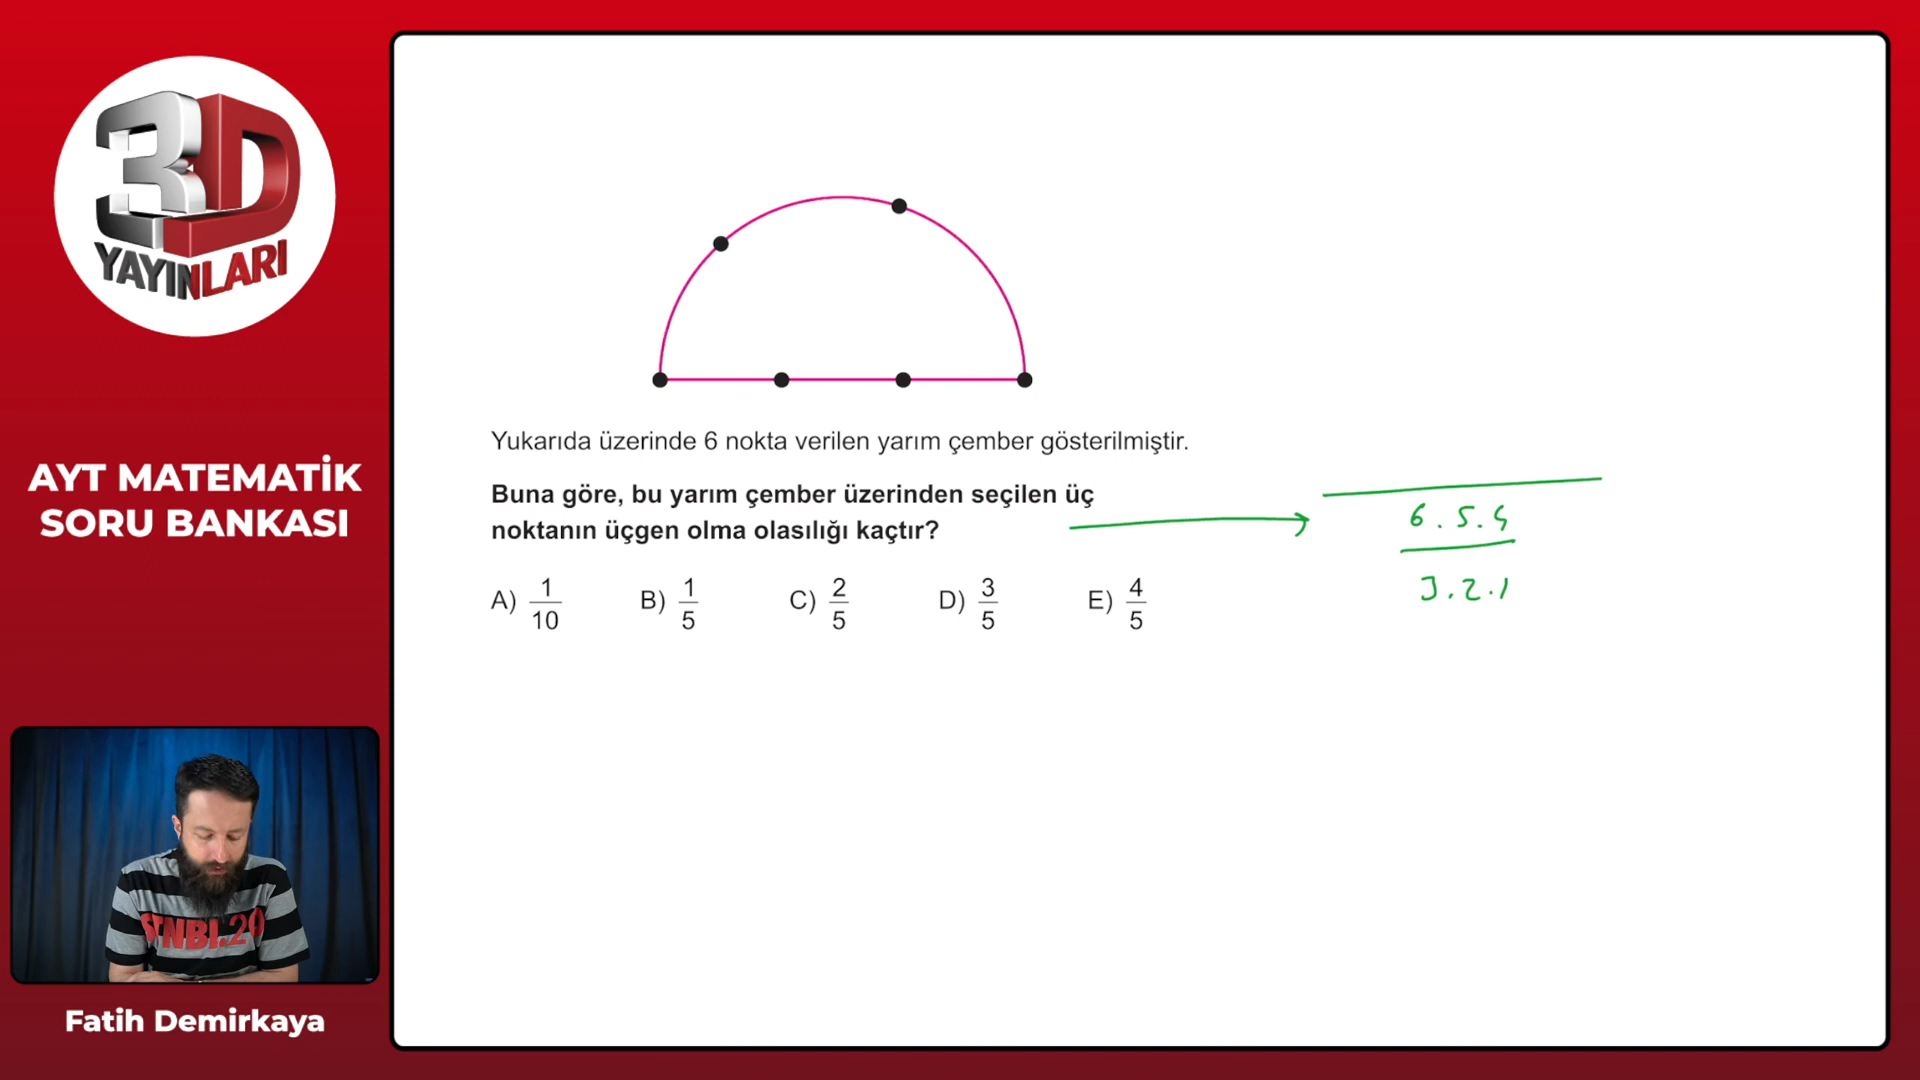 3D
YAYINLARI
AYT MATEMATİK
SORU BANKASI
Yukarıda üzerinde 6 nokta verilen yarım çember gösterilmiştir.
Buna göre, bu yarım çember üzerinden seçilen üç
noktanın üçgen olma olasılığı kaçtır?
A) 1/10 B) 1/5 C) 2/5 D) 3/5 E) 4/5
6 . 5 . 4
3 . 2 . 1
STNBL.20
Fatih Demirkaya